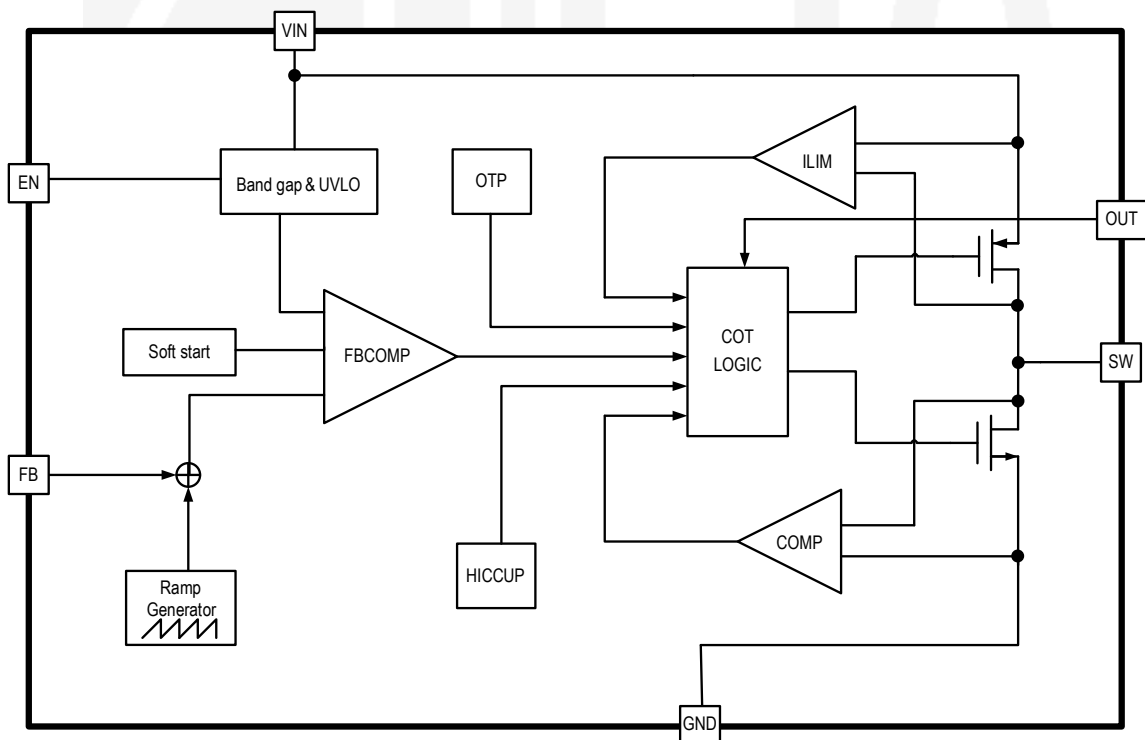 VIN
EN
Band gap & UVLO
OTP
ILIM
OUT
Soft start
FBCOMP
COT
LOGIC
SW
FB
Ramp
Generator
HICCUP
COMP
GND